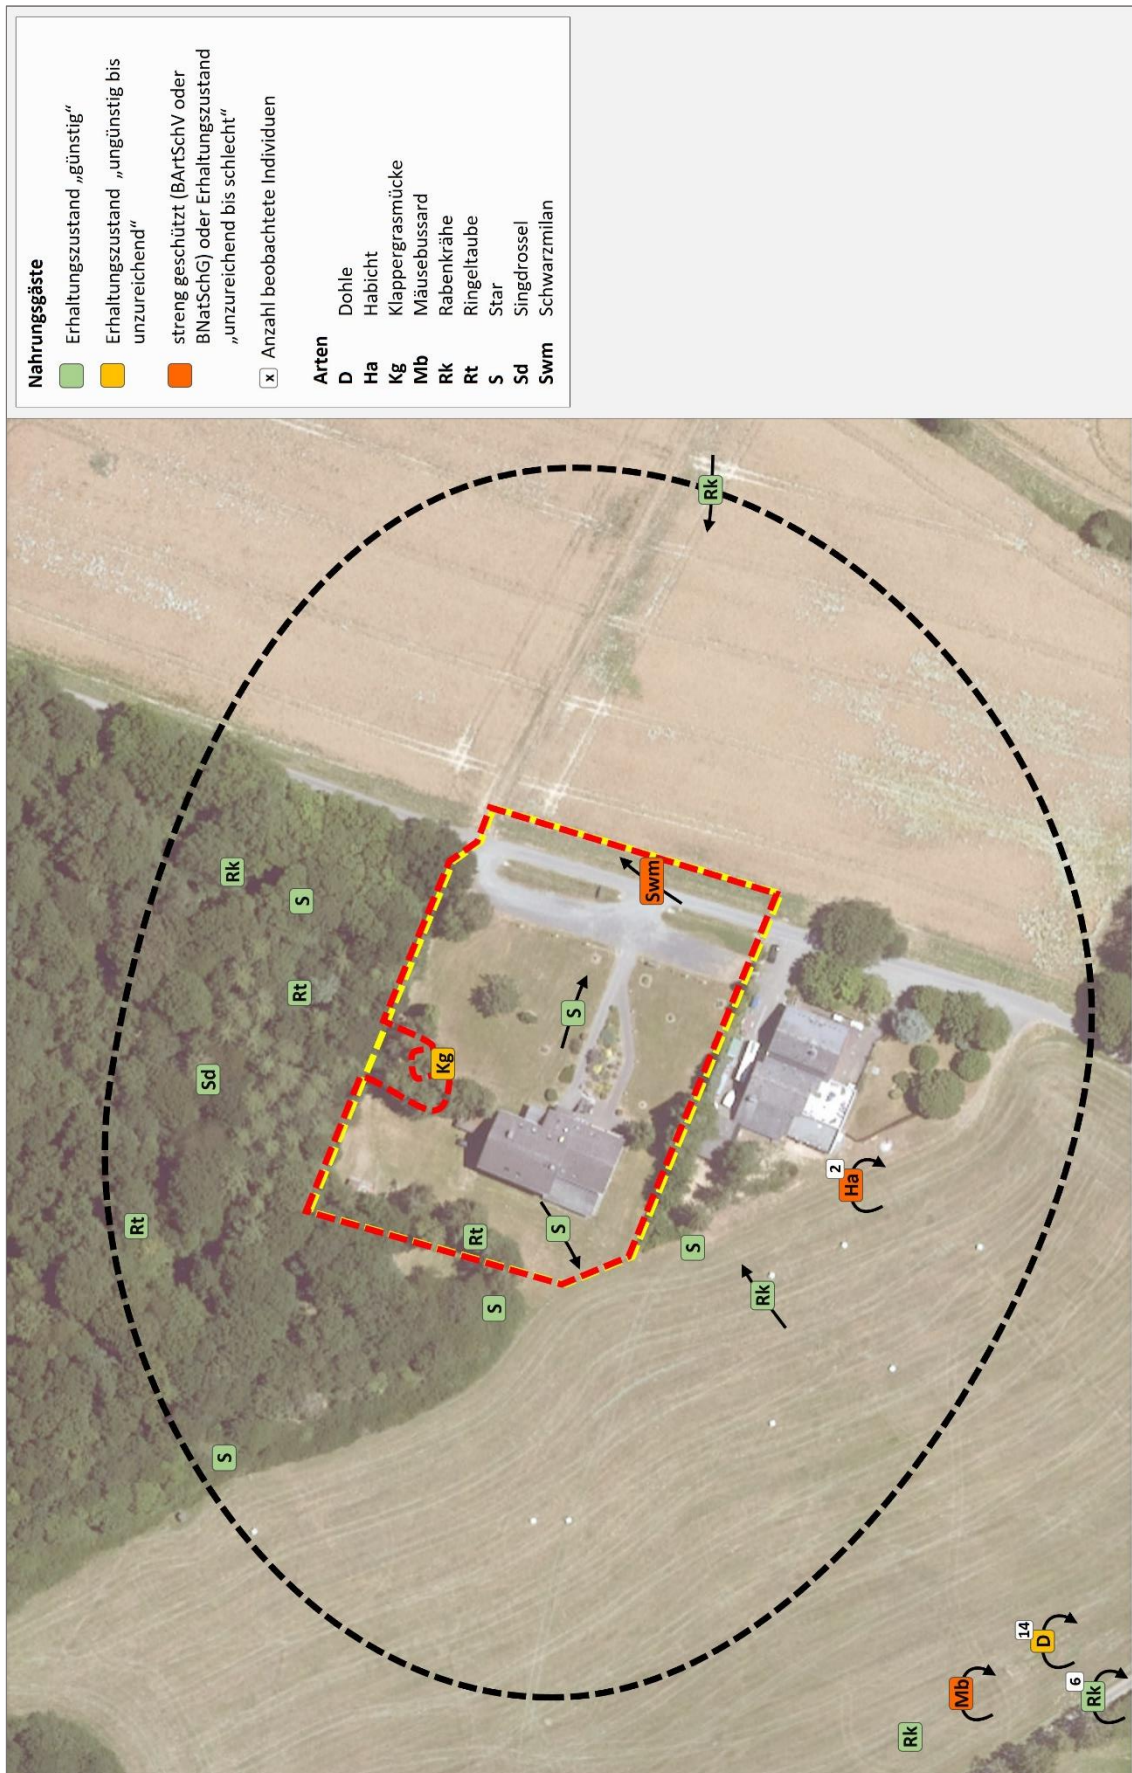 Nahrungsgäste
Erhaltungszustand „günstig“
Erhaltungszustand „ungünstig bis
unzureichend“
streng geschützt (BArtSchV oder
BNatSchG) oder Erhaltungszustand
„unzureichend bis schlecht“
x Anzahl beobachtete Individuen
Arten
D Dohle
Ha Habicht
Kg Klappergrasmücke
Mb Mäusebussard
Rk Rabenkrähe
Rt Ringeltaube
S Star
Sd Singdrossel
Swm Schwarzmilan
S
Rt
Sd
Rt
S
Rk
S
Rt
Kg
S
S
S
Swm
Rk
Rk
Ha
2
Rk
Mb
D
14
Rk
6